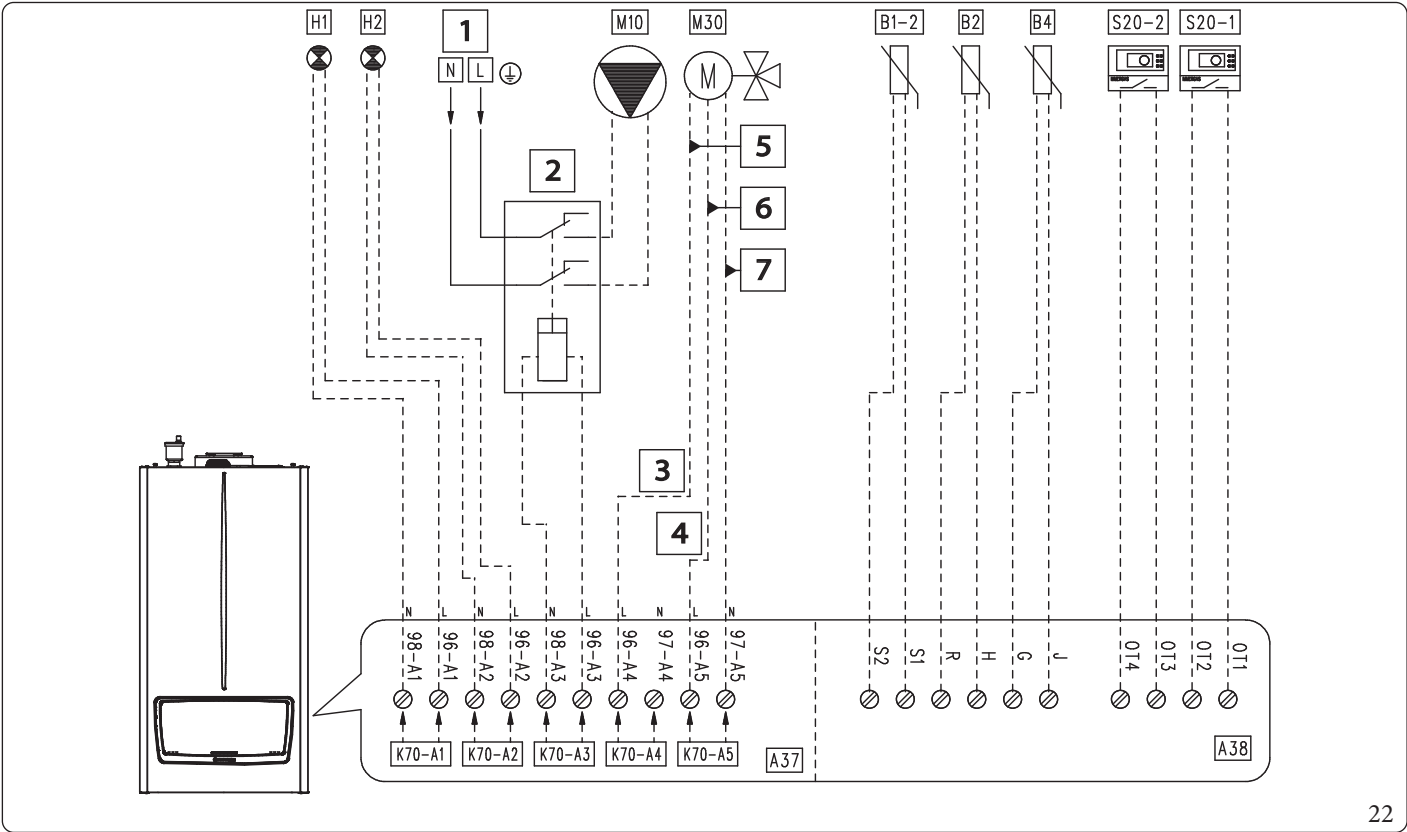 H1 H2 1 M10 M30 B1-2 B2 B4 S20-2 S20-1
N L
M
5
2
6
7
3
4
N L N L N L L N L N
98-A1 96-A1 98-A2 96-A2 98-A3 96-A3 96-A4 97-A4 96-A5 97-A5 S2 S1 R H G J OT4 OT3 OT2 OT1
K70-A1 K70-A2 K70-A3 K70-A4 K70-A5 A37 A38
22